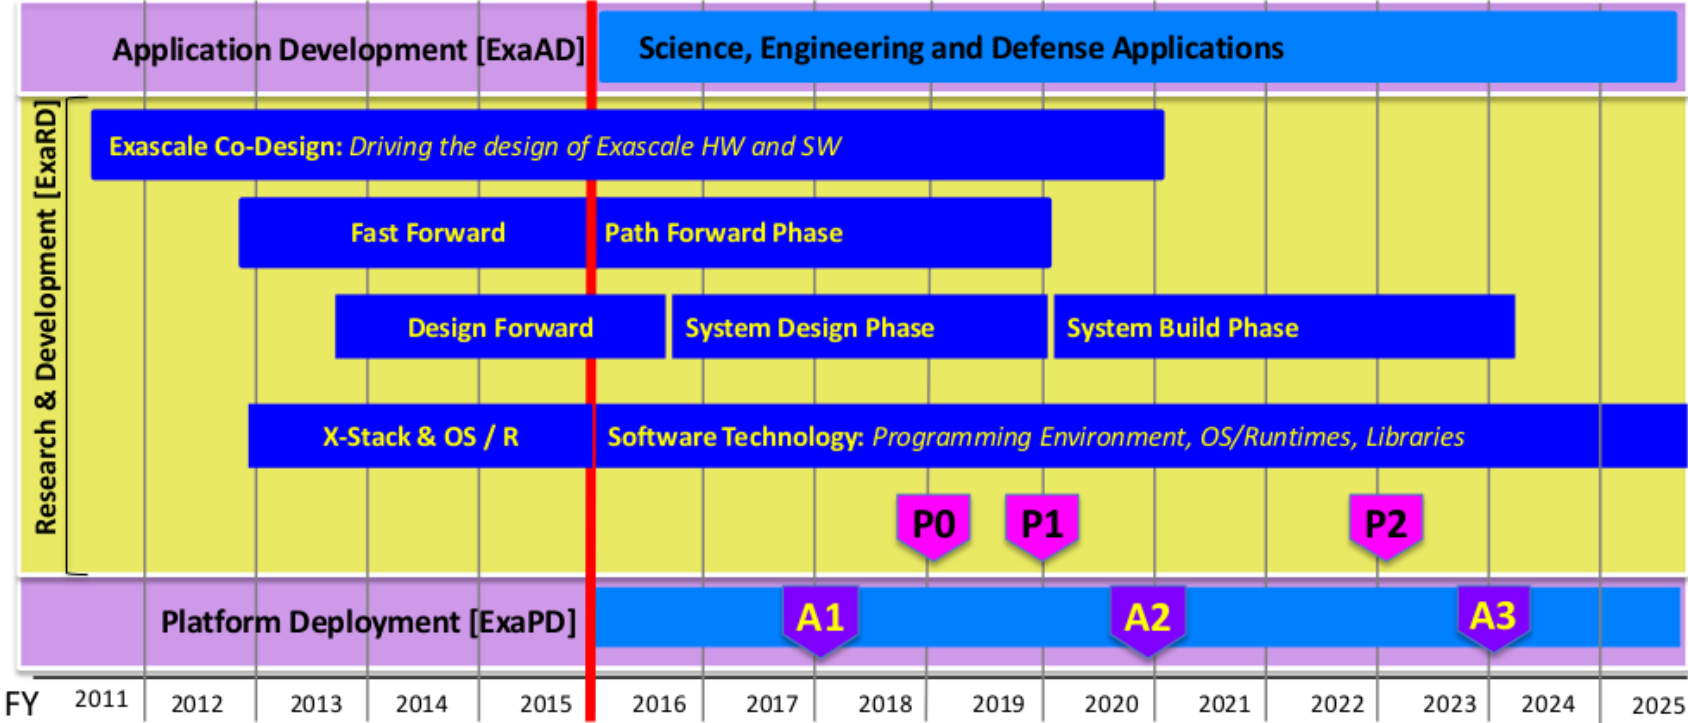 Application Development [ExaAD]
Science, Engineering and Defense Applications
Research & Development [ExaRD]
Exascale Co-Design: Driving the design of Exascale HW and SW
Fast Forward
Path Forward Phase
Design Forward
System Design Phase
System Build Phase
X-Stack & OS / R
Software Technology: Programming Environment, OS/Runtimes, Libraries
P0
P1
P2
Platform Deployment [ExaPD]
A1
A2
A3
FY 2011 2012 2013 2014 2015 2016 2017 2018 2019 2020 2021 2022 2023 2024 2025